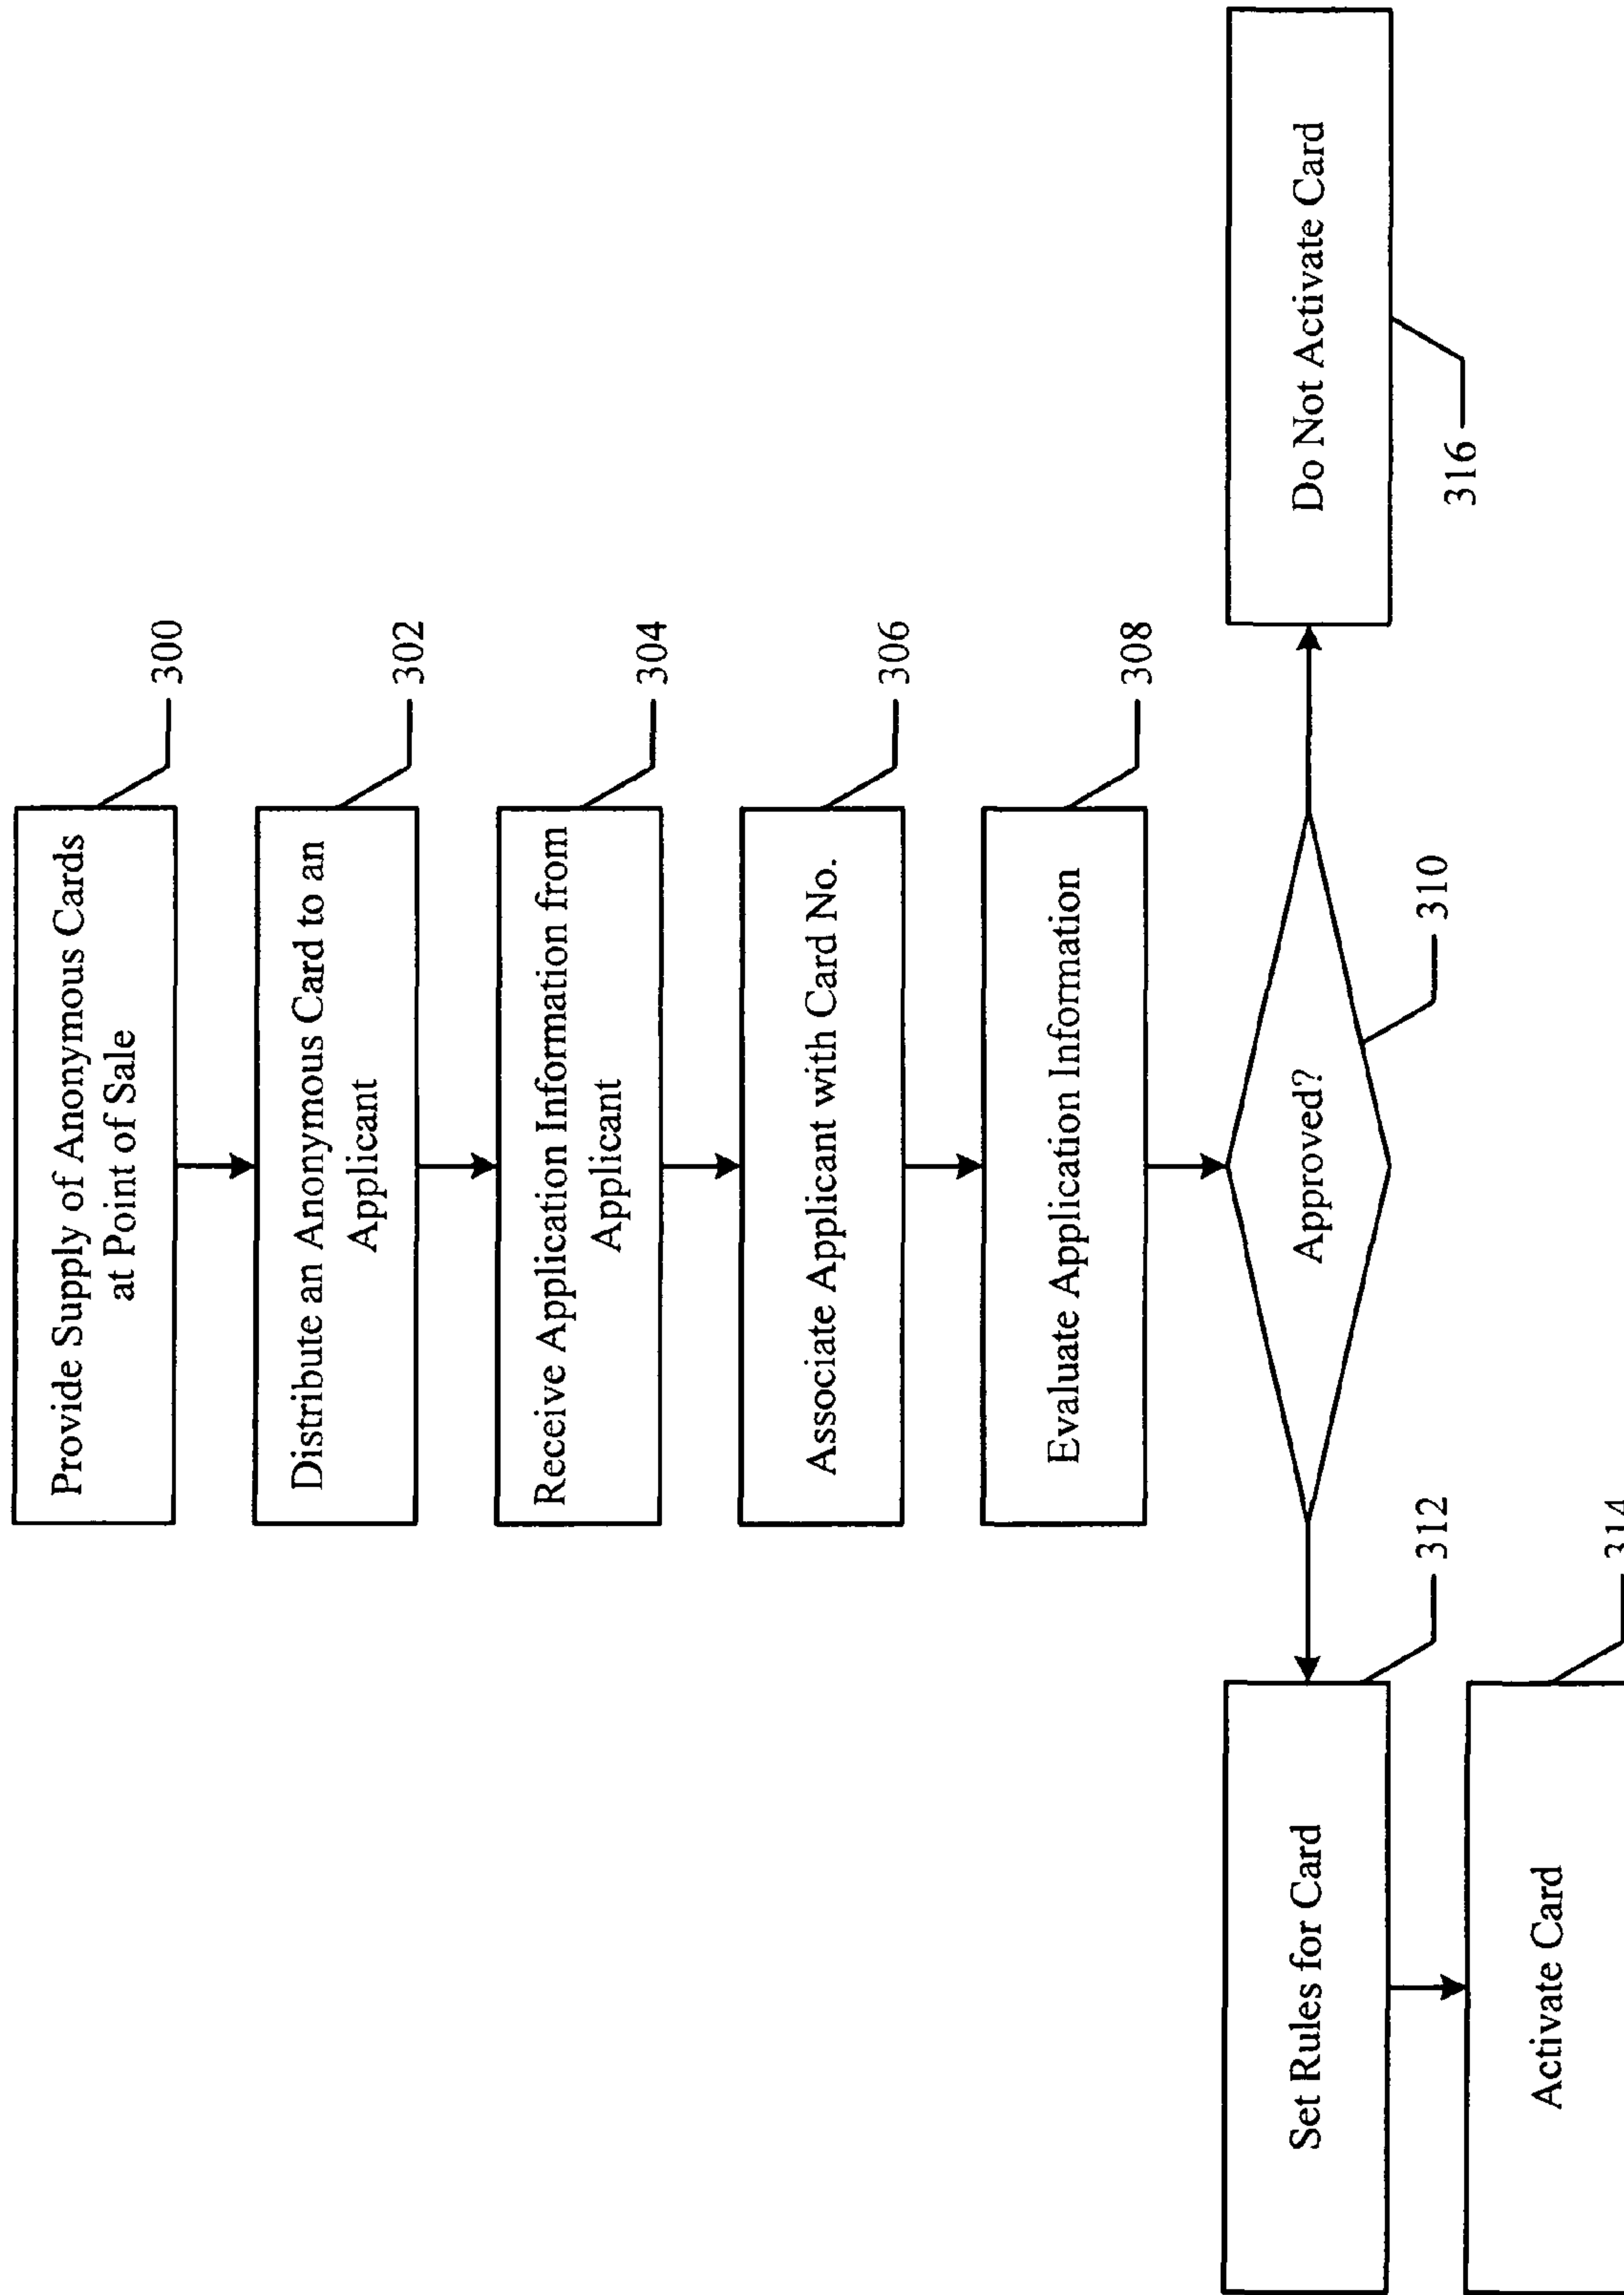 Provide Supply of Anonymous Cards
at Point of Sale
300
Distribute an Anonymous Card to an
Applicant
302
Receive Application Information from
Applicant
304
Associate Applicant with Card No.
306
Evaluate Application Information
308
Approved?
310
Set Rules for Card
312
Activate Card
314
Do Not Activate Card
316